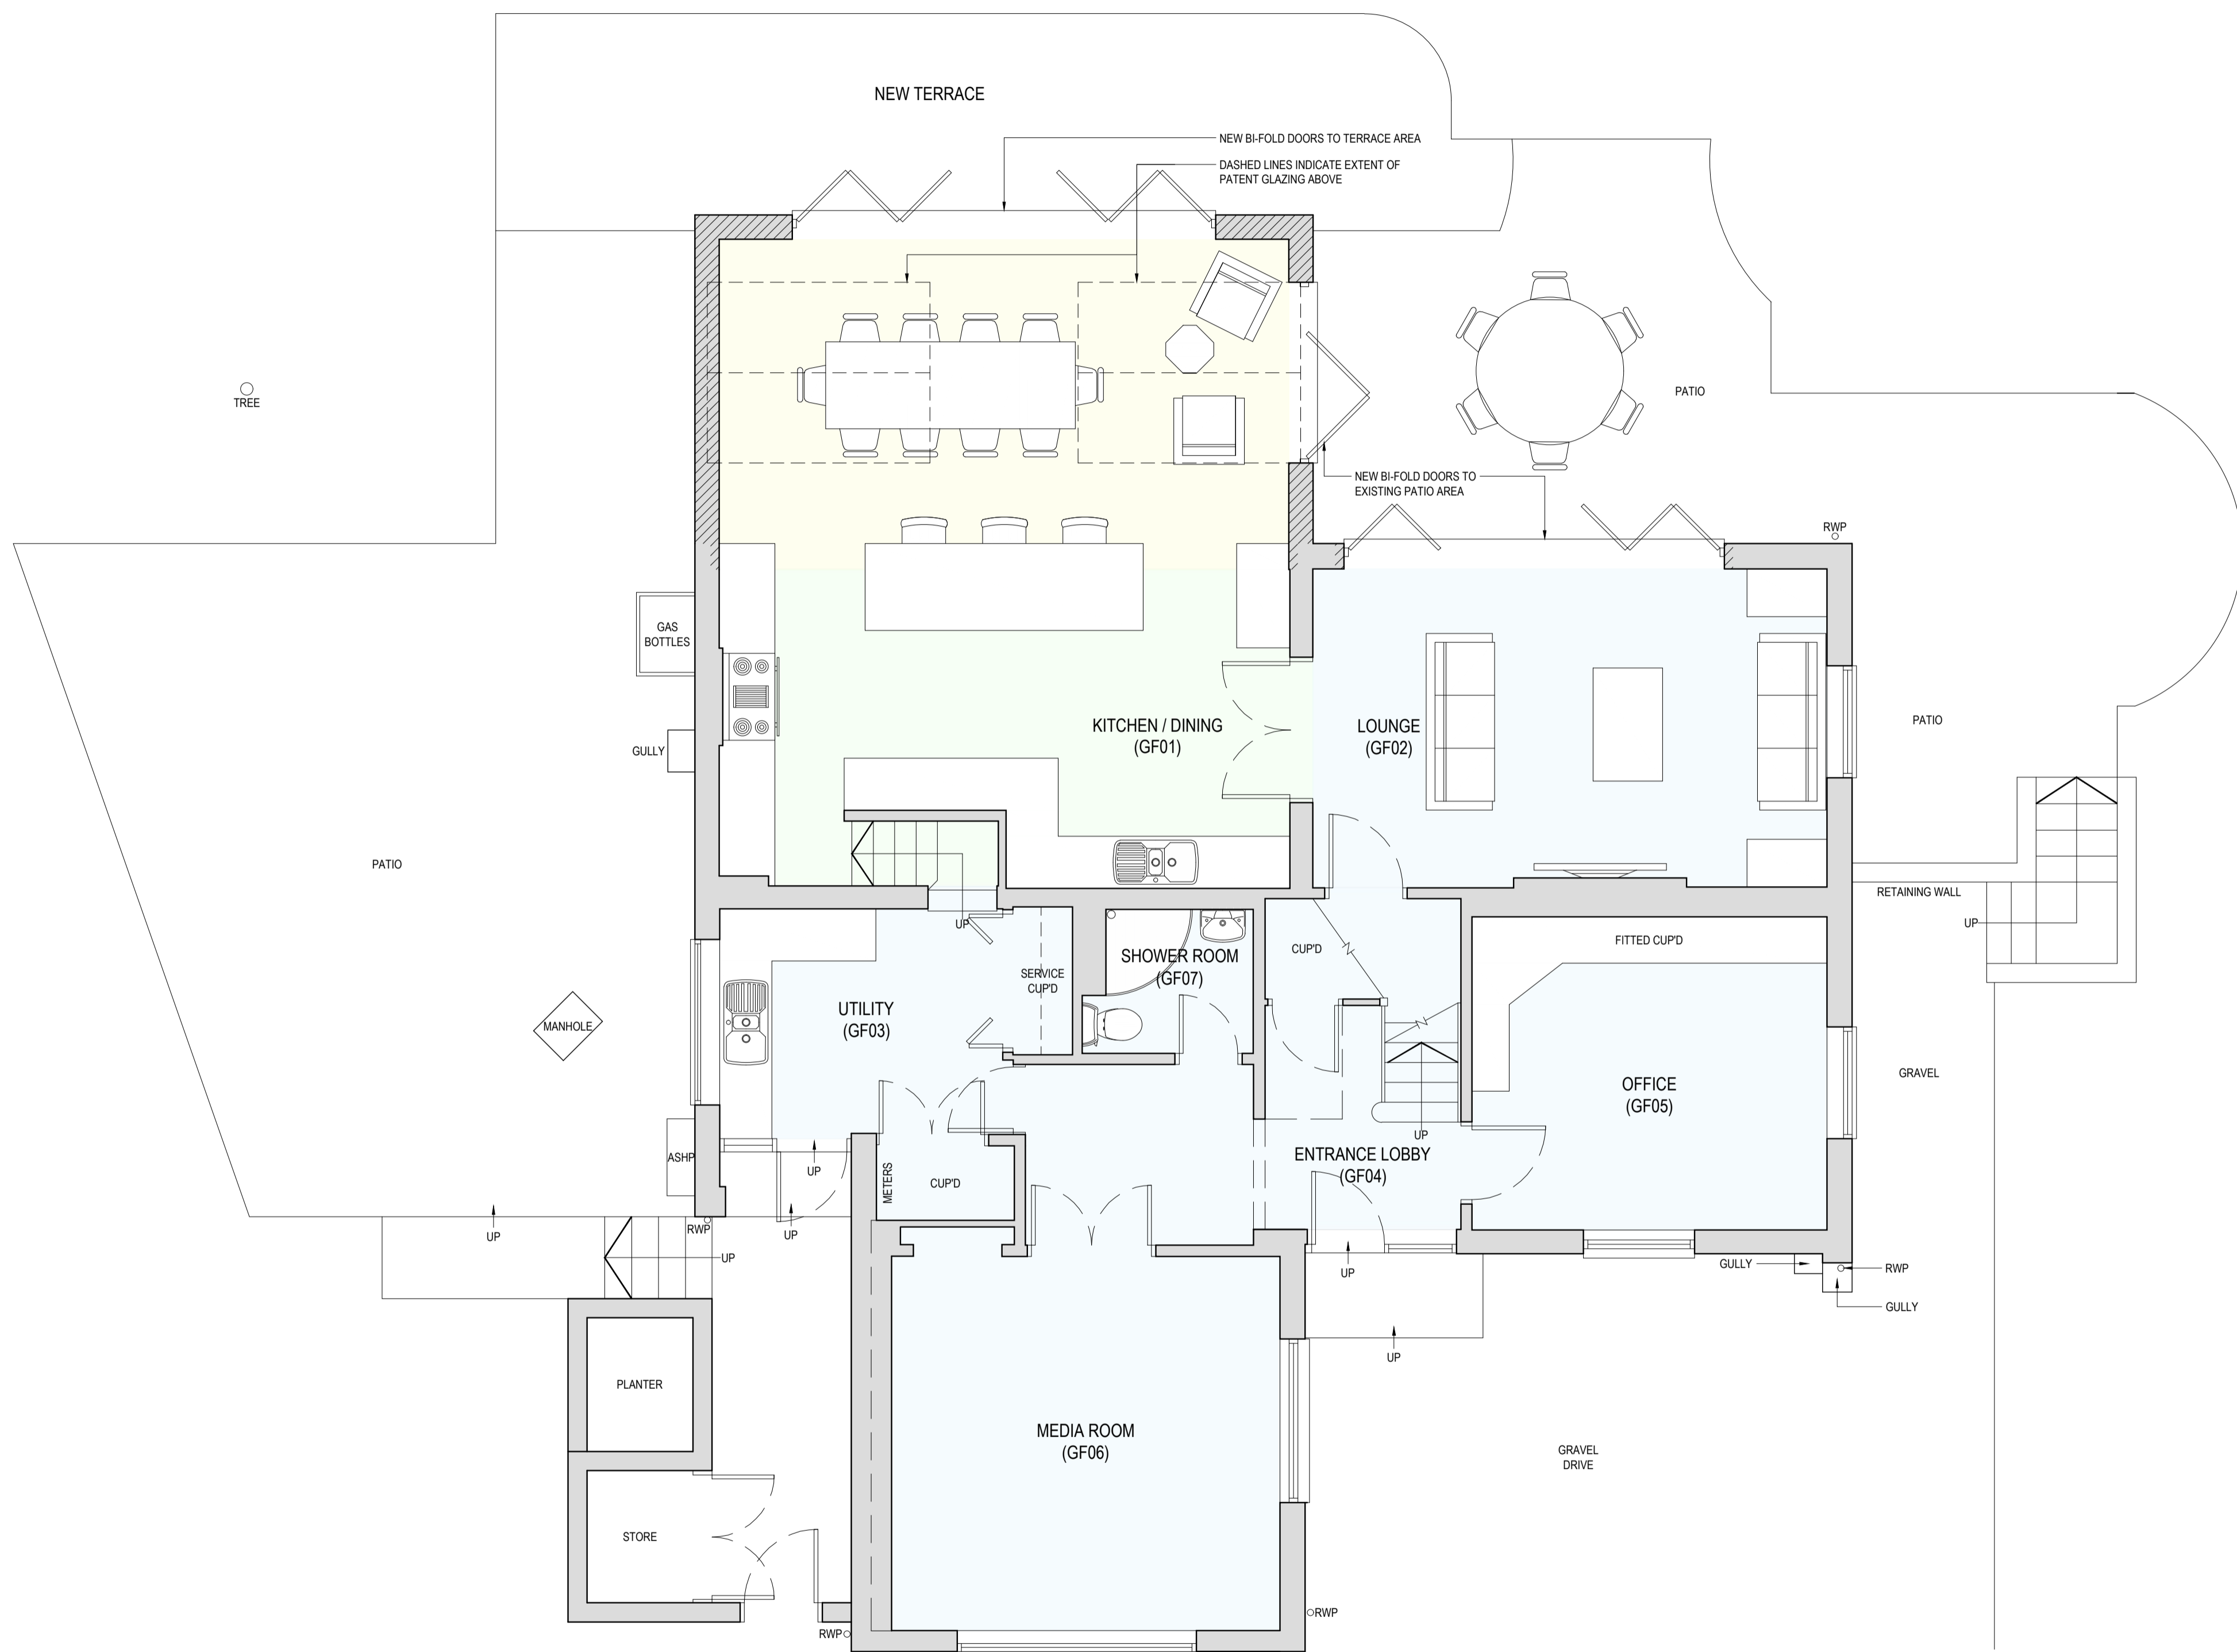 NEW TERRACE
NEW BI-FOLD DOORS TO TERRACE AREA
DASHED LINES INDICATE EXTENT OF
PATENT GLAZING ABOVE
TREE
PATIO
NEW BI-FOLD DOORS TO
EXISTING PATIO AREA
RWP
GAS
BOTTLES
GULLY
KITCHEN / DINING
(GF01)
LOUNGE
(GF02)
PATIO
PATIO
RETAINING WALL
UP
UP
FITTED CUP'D
CUP'D
SHOWER ROOM
(GF07)
SERVICE
CUP'D
UTILITY
(GF03)
MANHOLE
GRAVEL
OFFICE
(GF05)
UP
ENTRANCE LOBBY
(GF04)
ASHP
UP
METERS
CUP'D
RWP
UP
UP
UP
UP
GULLY
RWP
GULLY
UP
PLANTER
MEDIA ROOM
(GF06)
GRAVEL
DRIVE
STORE
RWP
RWP